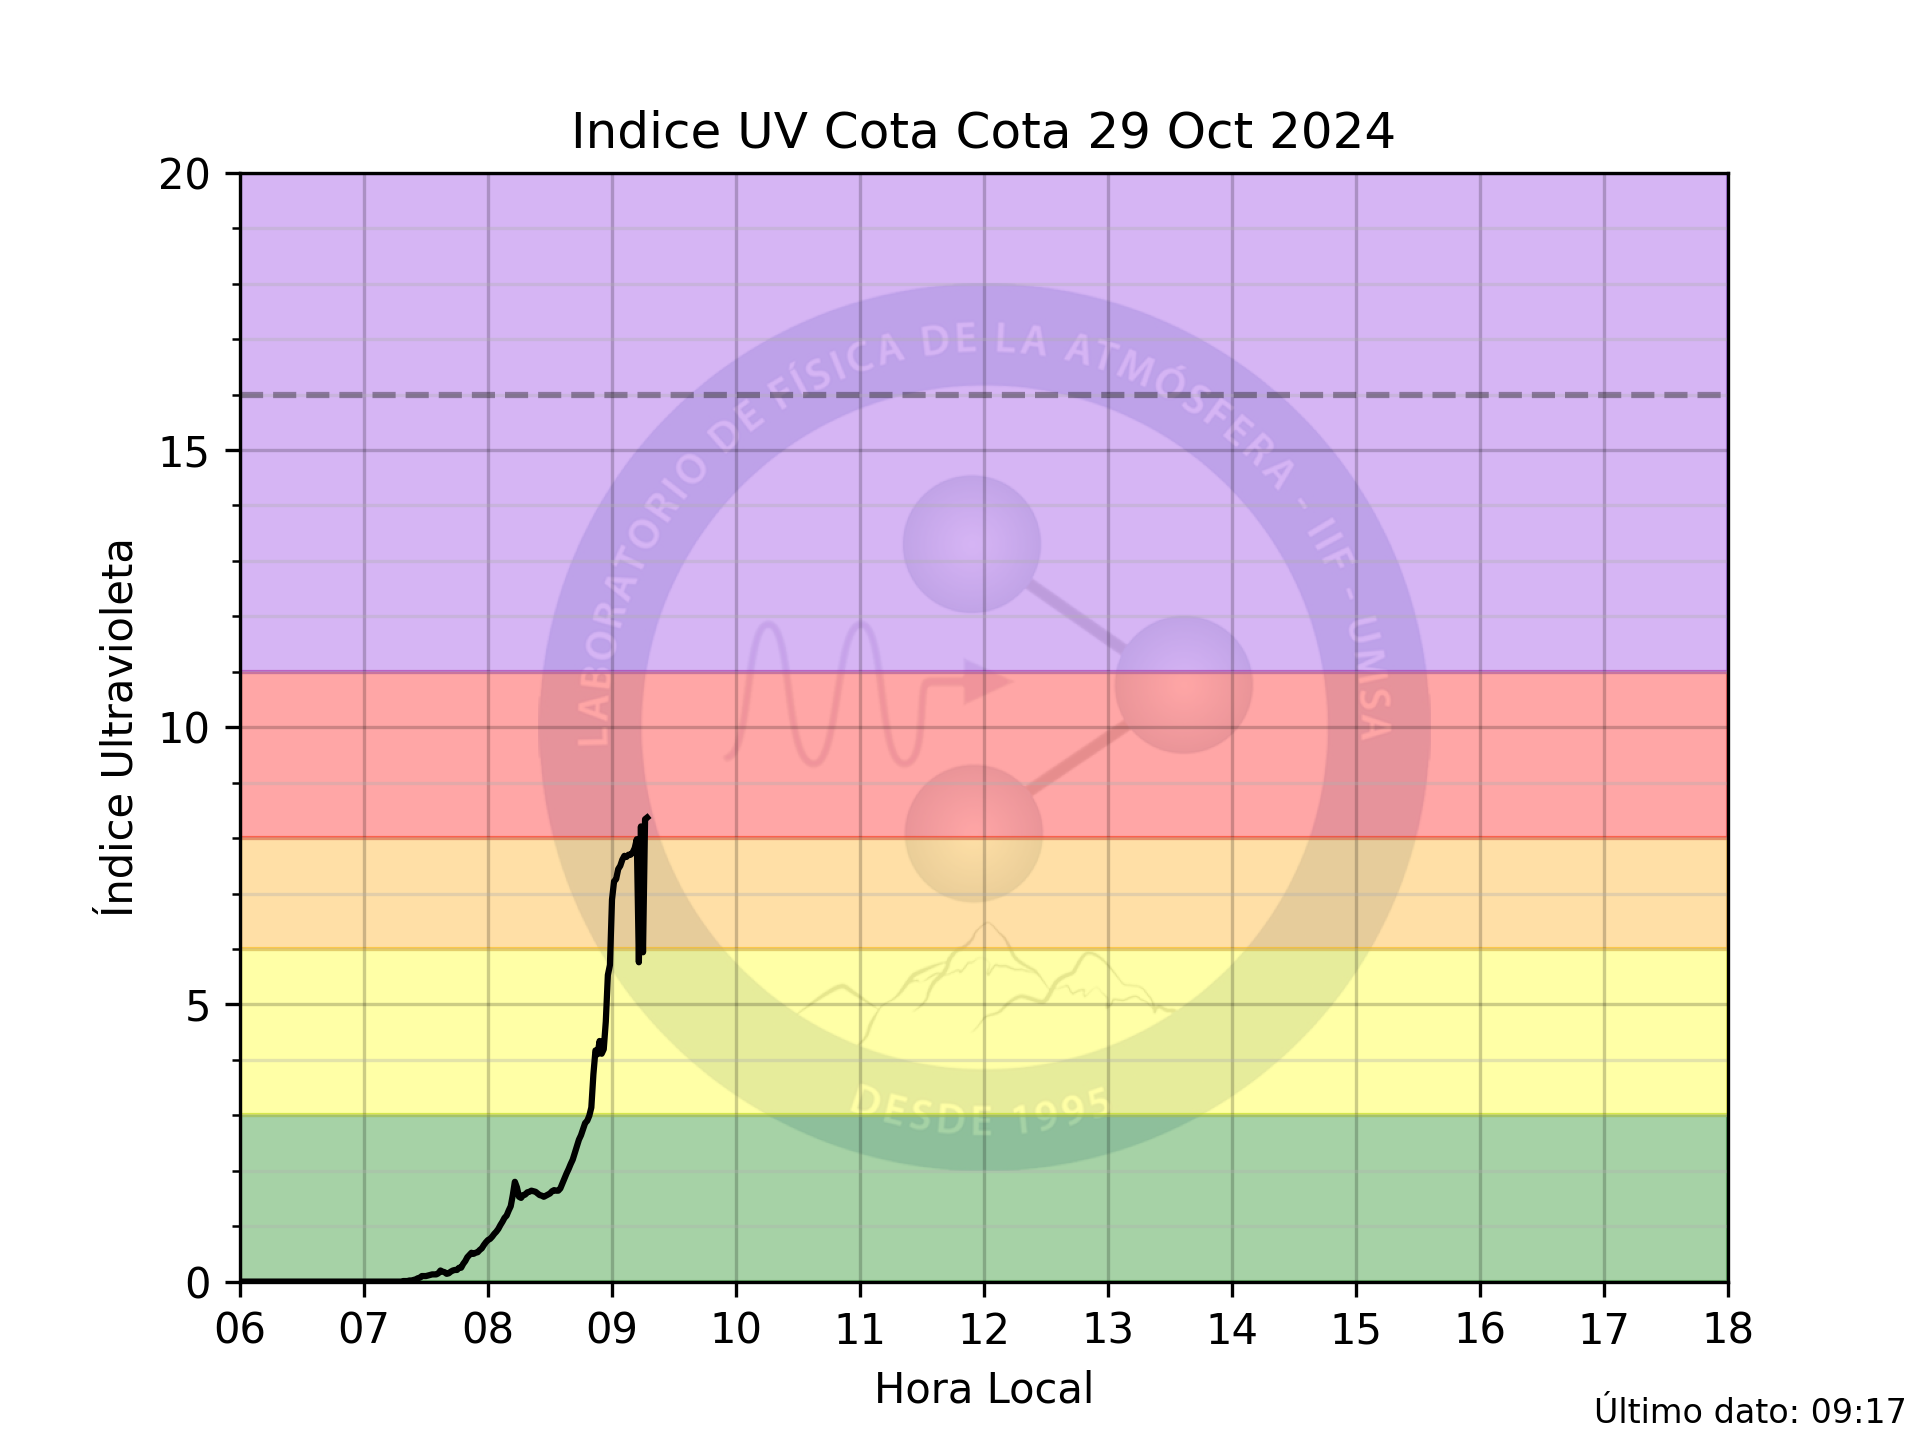 Indice UV Cota Cota 29 Oct 2024
20
15
10
5
0
Índice Ultravioleta
LABORATORIO DE FÍSICA DE LA ATMÓSFERA - IIF - UMSA
DESDE 1995
06 07 08 09 10 11 12 13 14 15 16 17 18
Hora Local
Último dato: 09:17